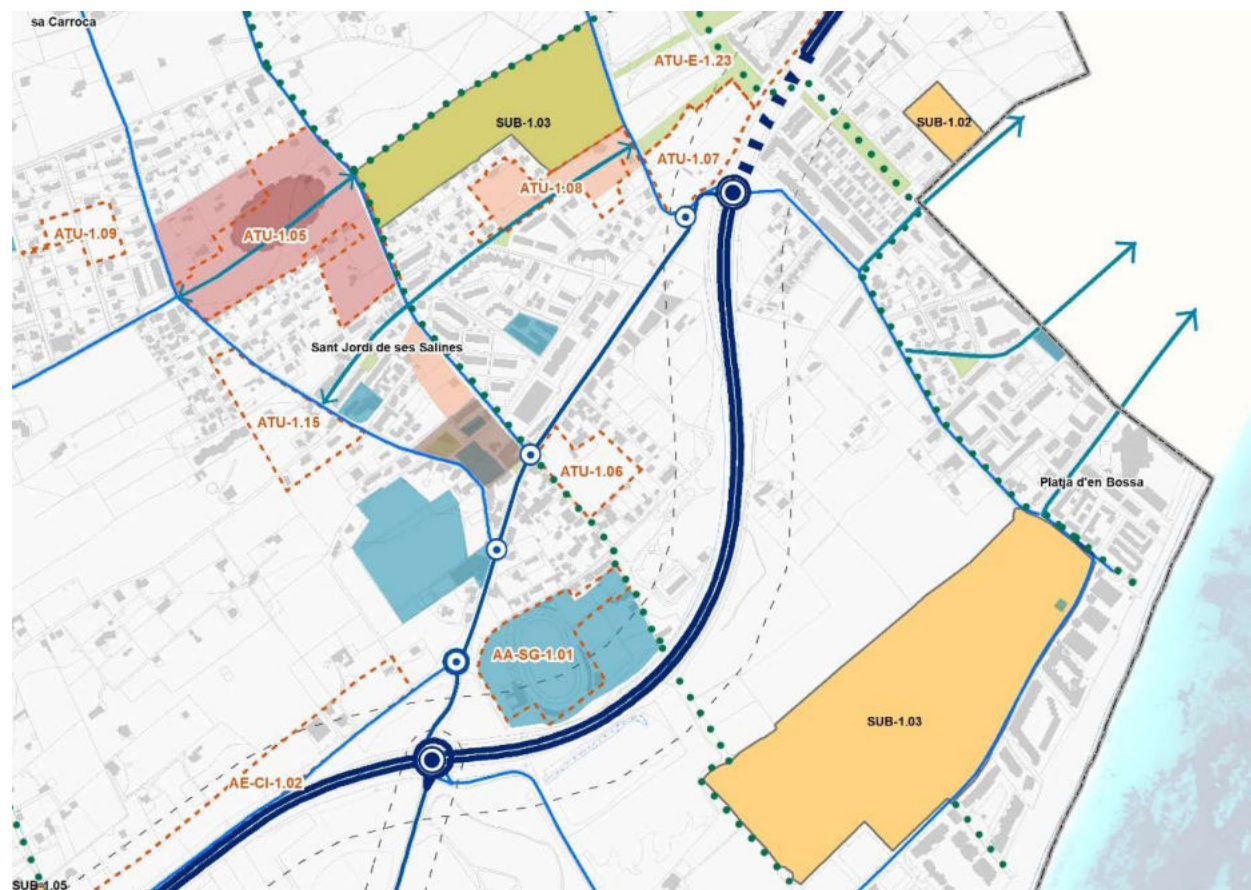 sa Carroca
ATU-E-1.23
SUB-1.03
SUB-1.02
ATU-1.07
ATU-1.08
ATU-1.09
ATU-1.05
Sant Jordi de ses Salines
ATU-1.15
ATU-1.06
Platja d'en Bossa
AA-SG-1.01
SUB-1.03
AE-CI-1.02
SUB-1.05